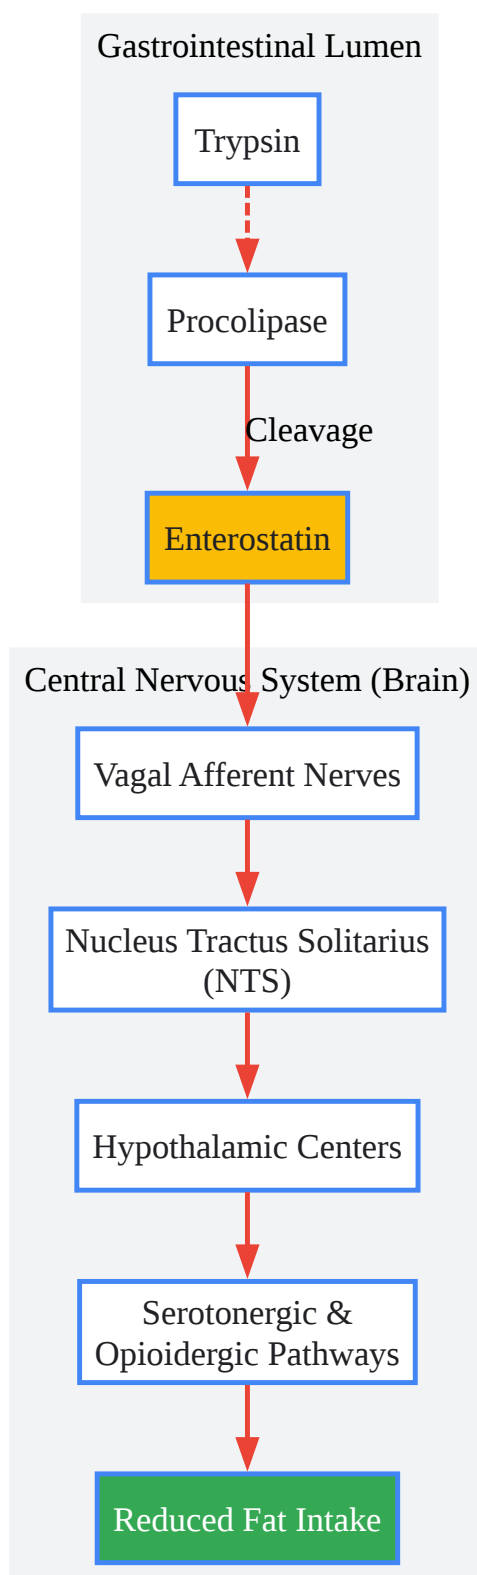 Gastrointestinal Lumen
Trypsin
Procolipase
Cleavage
Enterostatin
Central Nervous System (Brain)
Vagal Afferent Nerves
Nucleus Tractus Solitarius
(NTS)
Hypothalamic Centers
Serotonergic &
Opioidergic Pathways
Reduced Fat Intake